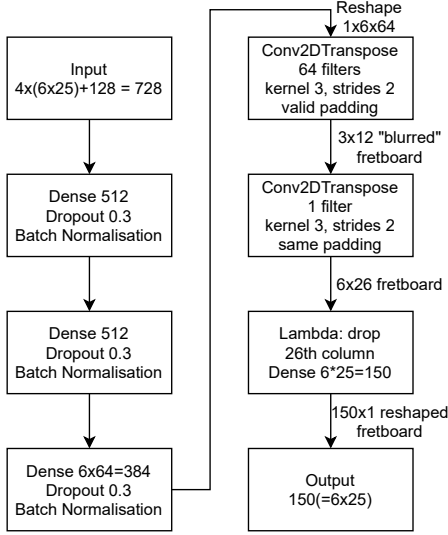 Input
4x(6x25)+128 = 728
Dense 512
Dropout 0.3
Batch Normalisation
Dense 512
Dropout 0.3
Batch Normalisation
Dense 6x64=384
Dropout 0.3
Batch Normalisation
Reshape
1x6x64
Conv2DTranspose
64 filters
kernel 3, strides 2
valid padding
3x12 "blurred"
fretboard
Conv2DTranspose
1 filter
kernel 3, strides 2
same padding
6x26 fretboard
Lambda: drop
26th column
Dense 6*25=150
150x1 reshaped
fretboard
Output
150(=6x25)